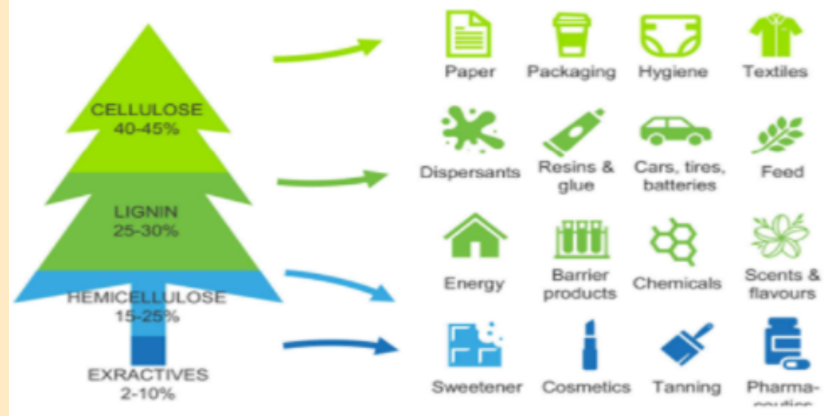 CELLULOSE
40-45%
LIGNIN
25-30%
HEMICELLULOSE
15-25%
EXRACTIVES
2-10%
Paper
Packaging
Hygiene
Textiles
Dispersants
Resins &
glue
Cars, tires,
batteries
Feed
Energy
Barrier
products
Chemicals
Scents &
flavours
Sweetener
Cosmetics
Tanning
Pharma-